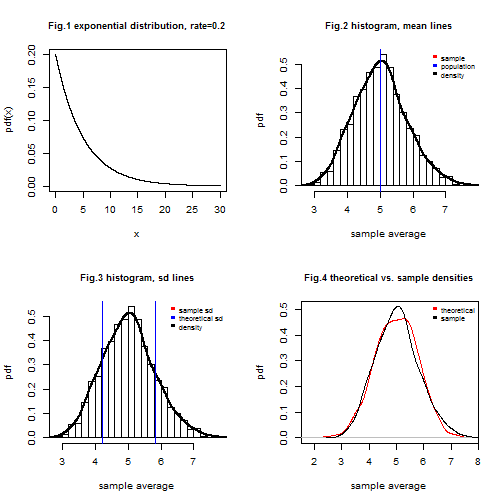 Fig.1 exponential distribution, rate=0.2
pdf(x)
0.00 0.05 0.10 0.15 0.20
0 5 10 15 20 25 30
x
Fig.2 histogram, mean lines
sample
population
density
pdf
0.0 0.1 0.2 0.3 0.4 0.5
3 4 5 6 7
sample average
Fig.3 histogram, sd lines
sample sd
theoretical sd
density
pdf
0.0 0.1 0.2 0.3 0.4 0.5
3 4 5 6 7
sample average
Fig.4 theoretical vs. sample densities
theoretical
sample
pdf
0.0 0.1 0.2 0.3 0.4 0.5
2 3 4 5 6 7 8
sample average